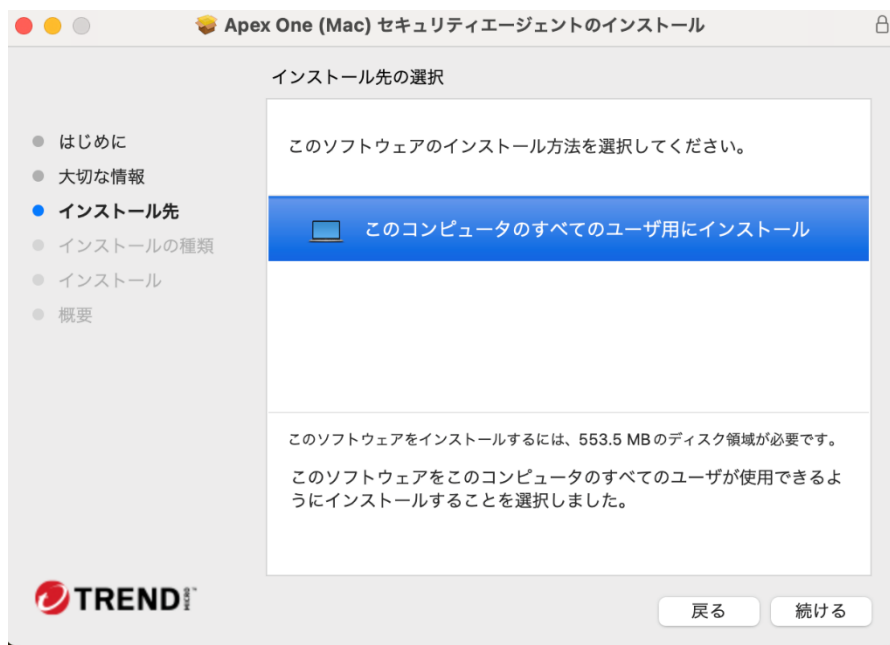 Apex One (Mac) セキュリティエージェントのインストール
インストール先の選択
はじめに
大切な情報
インストール先
インストールの種類
インストール
概要
このソフトウェアのインストール方法を選択してください。
このコンピュータのすべてのユーザ用にインストール
このソフトウェアをインストールするには、553.5 MB のディスク領域が必要です。
このソフトウェアをこのコンピュータのすべてのユーザが使用できるよ
うにインストールすることを選択しました。
TREND MICRO™
戻る
続ける